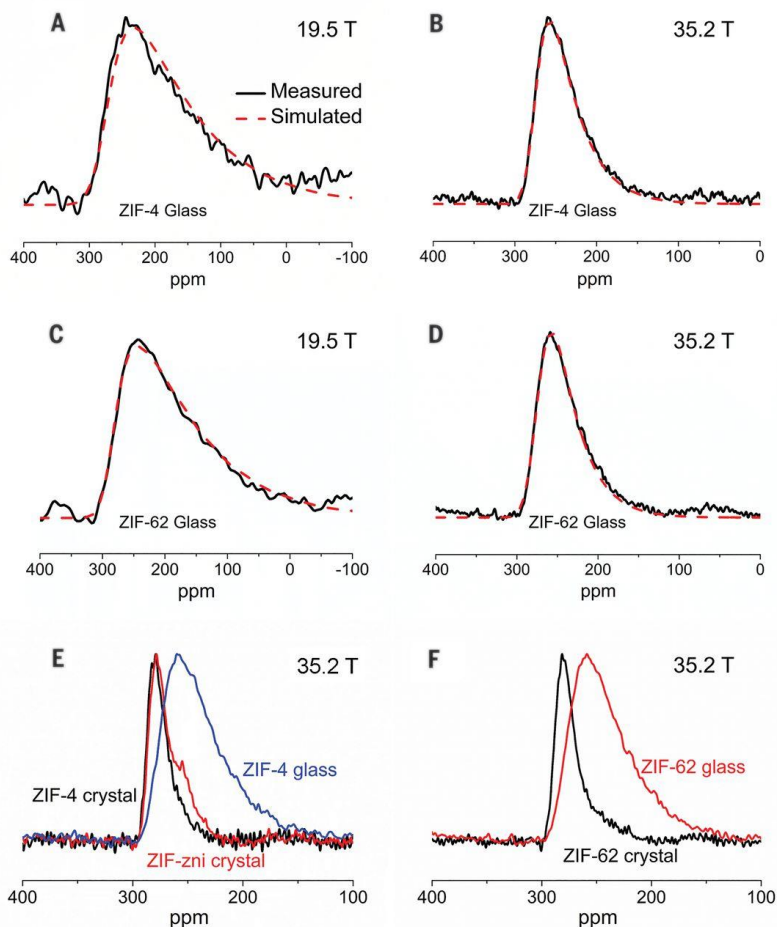 A
19.5 T
Measured
Simulated
ZIF-4 Glass
400 300 200 100 0 -100
ppm
B
35.2 T
ZIF-4 Glass
400 300 200 100 0
ppm
C
19.5 T
ZIF-62 Glass
400 300 200 100 0 -100
ppm
D
35.2 T
ZIF-62 Glass
400 300 200 100 0
ppm
E
35.2 T
ZIF-4 glass
ZIF-4 crystal
ZIF-zni crystal
400 300 200 100
ppm
F
35.2 T
ZIF-62 glass
ZIF-62 crystal
400 300 200 100
ppm